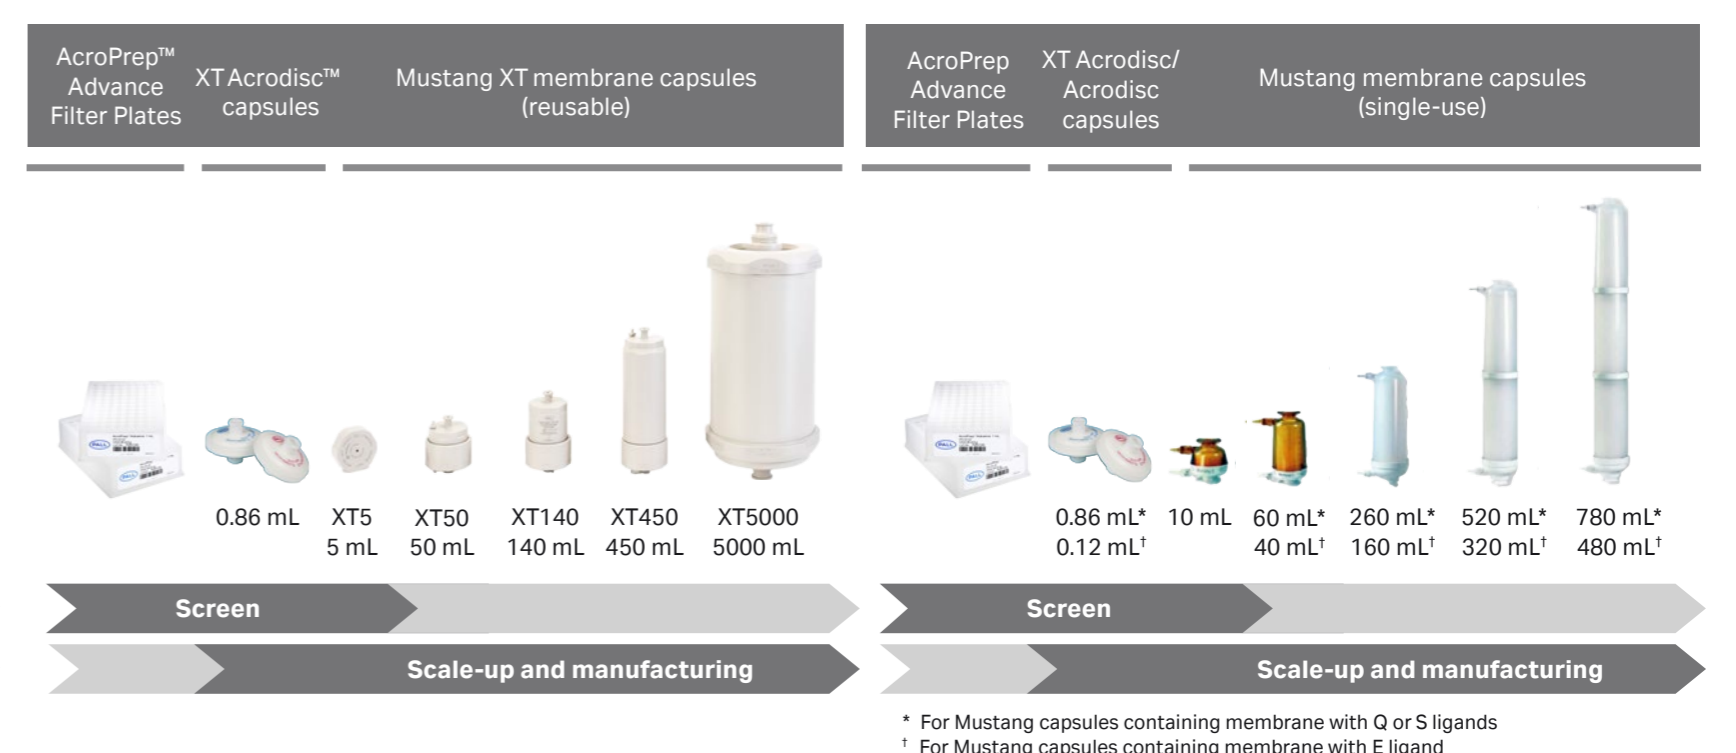 AcroPrep™
Advance
Filter Plates
XT Acrodisc™
capsules
Mustang XT membrane capsules
(reusable)
AcroPrep
Advance
Filter Plates
XT Acrodisc/
Acrodisc
capsules
Mustang membrane capsules
(single-use)
PALL
PALL
PALL
PALL
0.86 mL
XT5
5 mL
XT50
50 mL
XT140
140 mL
XT450
450 mL
XT5000
5000 mL
0.86 mL*
0.12 mL†
10 mL
60 mL*
40 mL†
260 mL*
160 mL†
520 mL*
320 mL†
780 mL*
480 mL†
Screen
Scale-up and manufacturing
Screen
Scale-up and manufacturing
* For Mustang capsules containing membrane with Q or S ligands
† For Mustang capsules containing membrane with E ligand